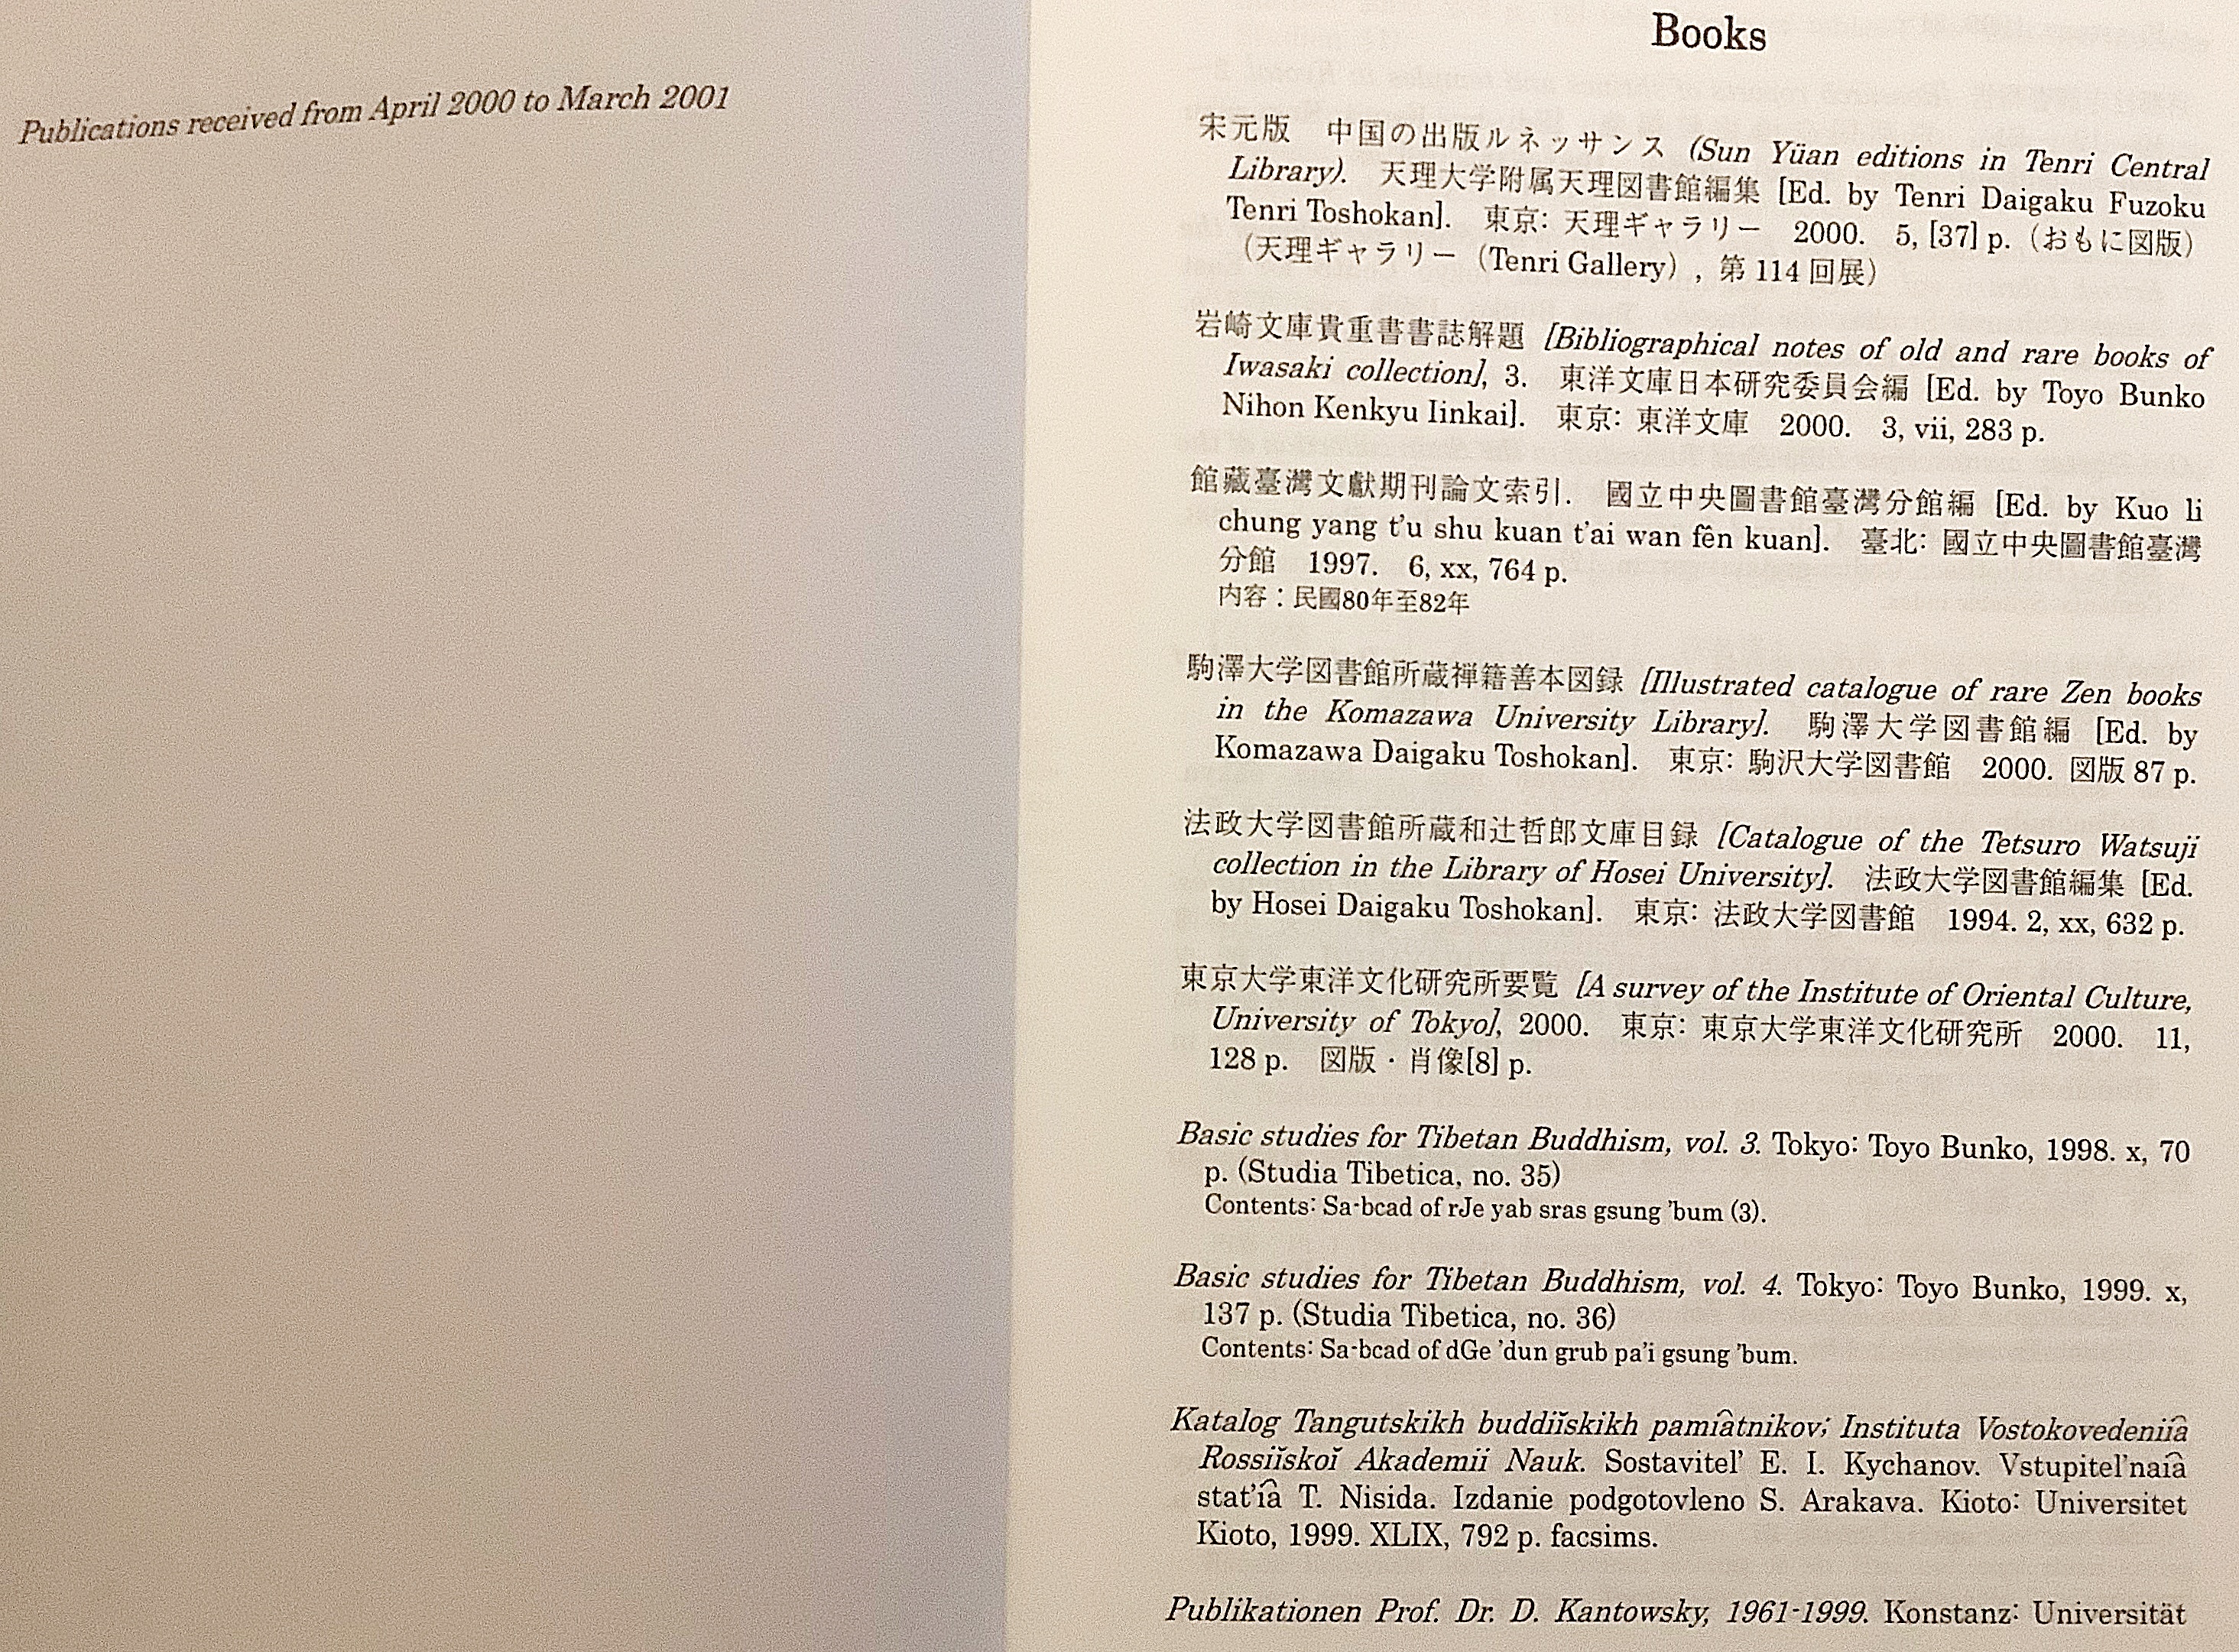 Publications received from April 2000 to March 2001
Books
宋元版　中国の出版ルネッサンス (Sun Yüan editions in Tenri Central
Library).　天理大学附属天理図書館編集 [Ed. by Tenri Daigaku Fuzoku
Tenri Toshokan].　東京: 天理ギャラリー　2000.　5, [37] p.（おもに図版）
（天理ギャラリー（Tenri Gallery）, 第 114 回展）
岩崎文庫貴重書書誌解題 [Bibliographical notes of old and rare books of
Iwasaki collection], 3.　東洋文庫日本研究委員会編 [Ed. by Toyo Bunko
Nihon Kenkyu Iinkai].　東京: 東洋文庫　2000.　3, vii, 283 p.
館藏臺灣文獻期刊論文索引.　國立中央圖書館臺灣分館編 [Ed. by Kuo li
chung yang t'u shu kuan t'ai wan fên kuan].　臺北: 國立中央圖書館臺灣
分館　1997.　6, xx, 764 p.
内容：民國80年至82年
駒澤大学図書館所蔵禅籍善本図録 [Illustrated catalogue of rare Zen books
in the Komazawa University Library].　駒澤大学図書館編 [Ed. by
Komazawa Daigaku Toshokan].　東京: 駒沢大学図書館　2000. 図版 87 p.
法政大学図書館所蔵和辻哲郎文庫目録 [Catalogue of the Tetsuro Watsuji
collection in the Library of Hosei University].　法政大学図書館編集 [Ed.
by Hosei Daigaku Toshokan].　東京: 法政大学図書館　1994. 2, xx, 632 p.
東京大学東洋文化研究所要覧 [A survey of the Institute of Oriental Culture,
University of Tokyo], 2000.　東京: 東京大学東洋文化研究所　2000.　11,
128 p.　図版・肖像[8] p.
Basic studies for Tibetan Buddhism, vol. 3. Tokyo: Toyo Bunko, 1998. x, 70
p. (Studia Tibetica, no. 35)
Contents: Sa-bcad of rJe yab sras gsung 'bum (3).
Basic studies for Tibetan Buddhism, vol. 4. Tokyo: Toyo Bunko, 1999. x,
137 p. (Studia Tibetica, no. 36)
Contents: Sa-bcad of dGe 'dun grub pa'i gsung 'bum.
Katalog Tangutskikh buddiĭskikh pami͡atnikov; Instituta Vostokovedenii͡a
Rossiĭskoĭ Akademii Nauk. Sostavitel' E. I. Kychanov. Vstupitel'nai͡a
stat'i͡a T. Nisida. Izdanie podgotovleno S. Arakava. Kioto: Universitet
Kioto, 1999. XLIX, 792 p. facsims.
Publikationen Prof. Dr. D. Kantowsky, 1961-1999. Konstanz: Universität